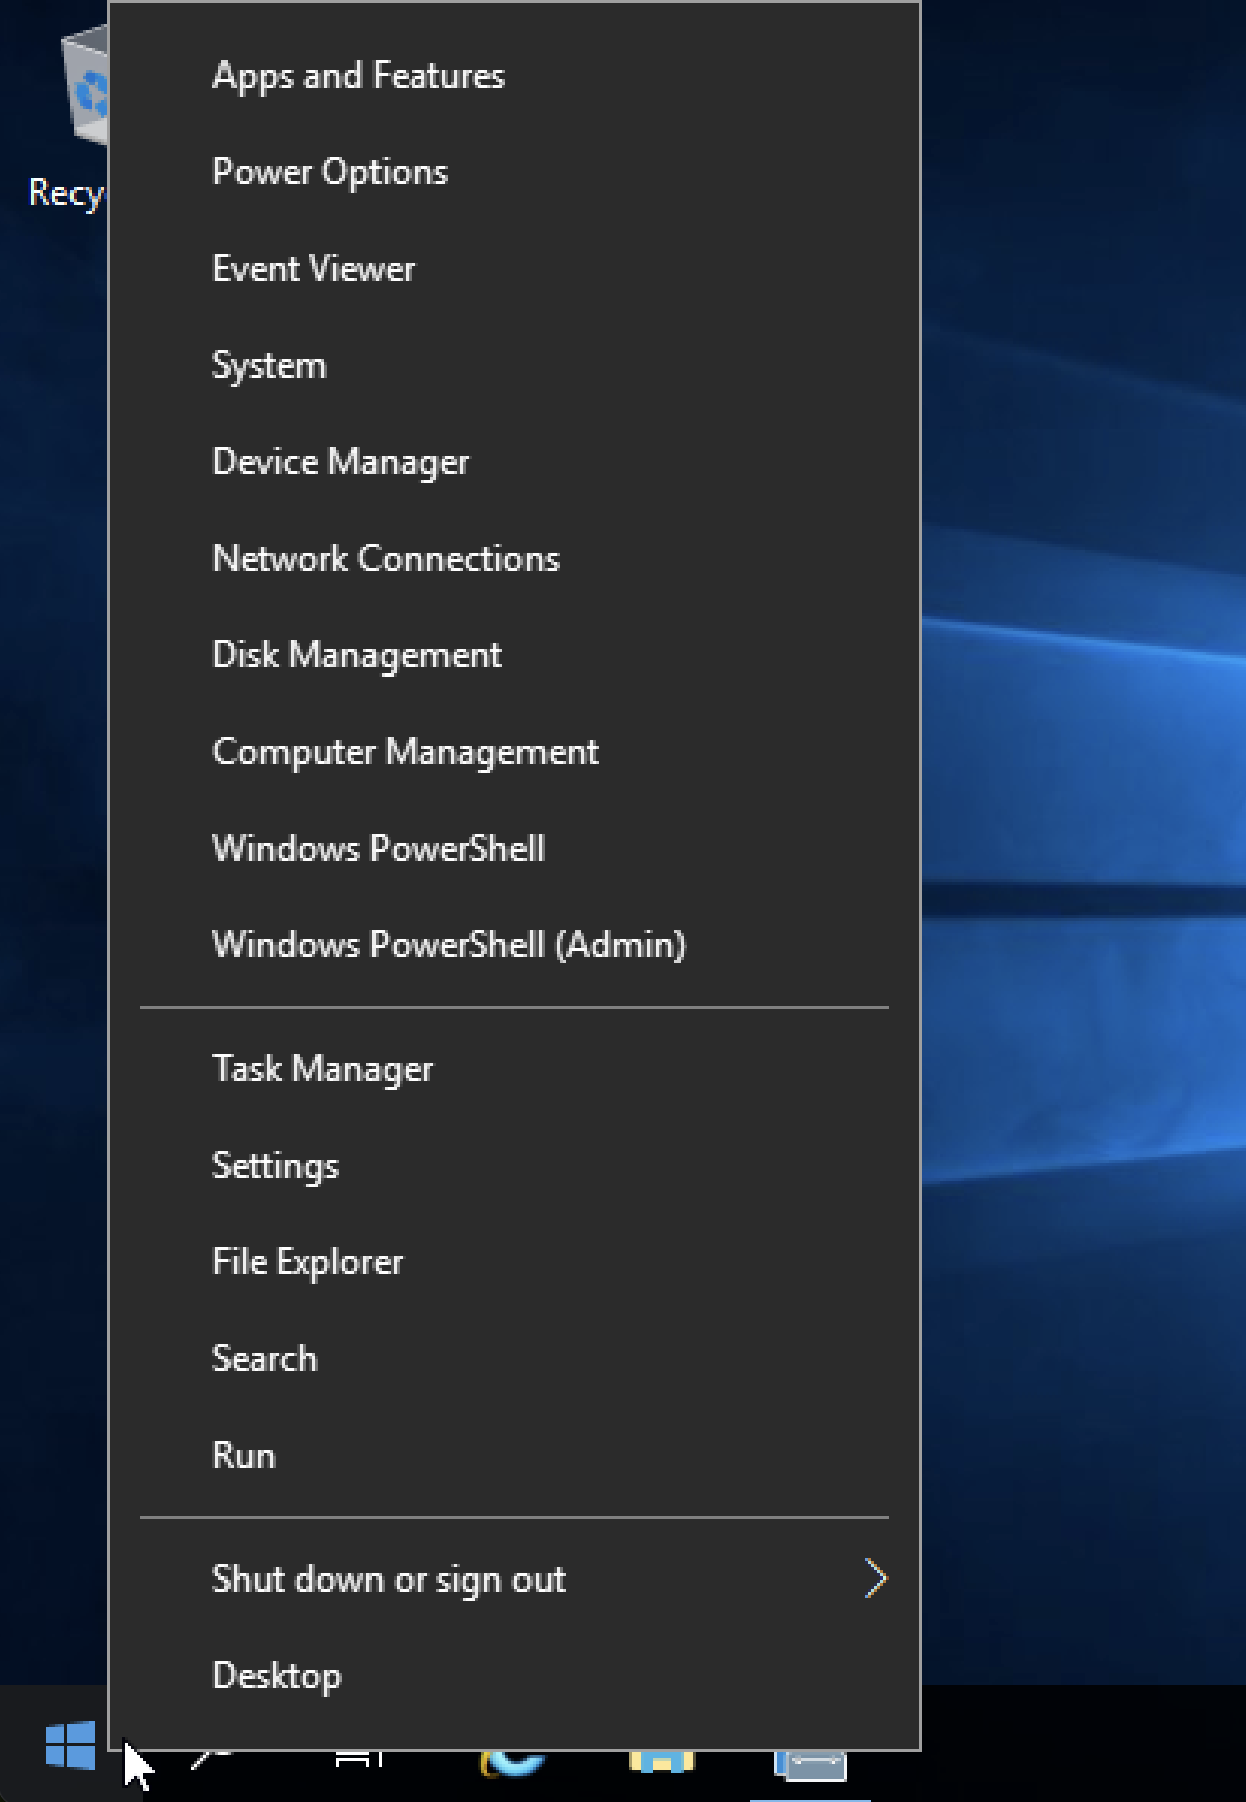 Apps and Features
Power Options
Recy
Event Viewer
System
Device Manager
Network Connections
Disk Management
Computer Management
Windows PowerShell
Windows PowerShell (Admin)
Task Manager
Settings
File Explorer
Search
Run
Shut down or sign out
Desktop